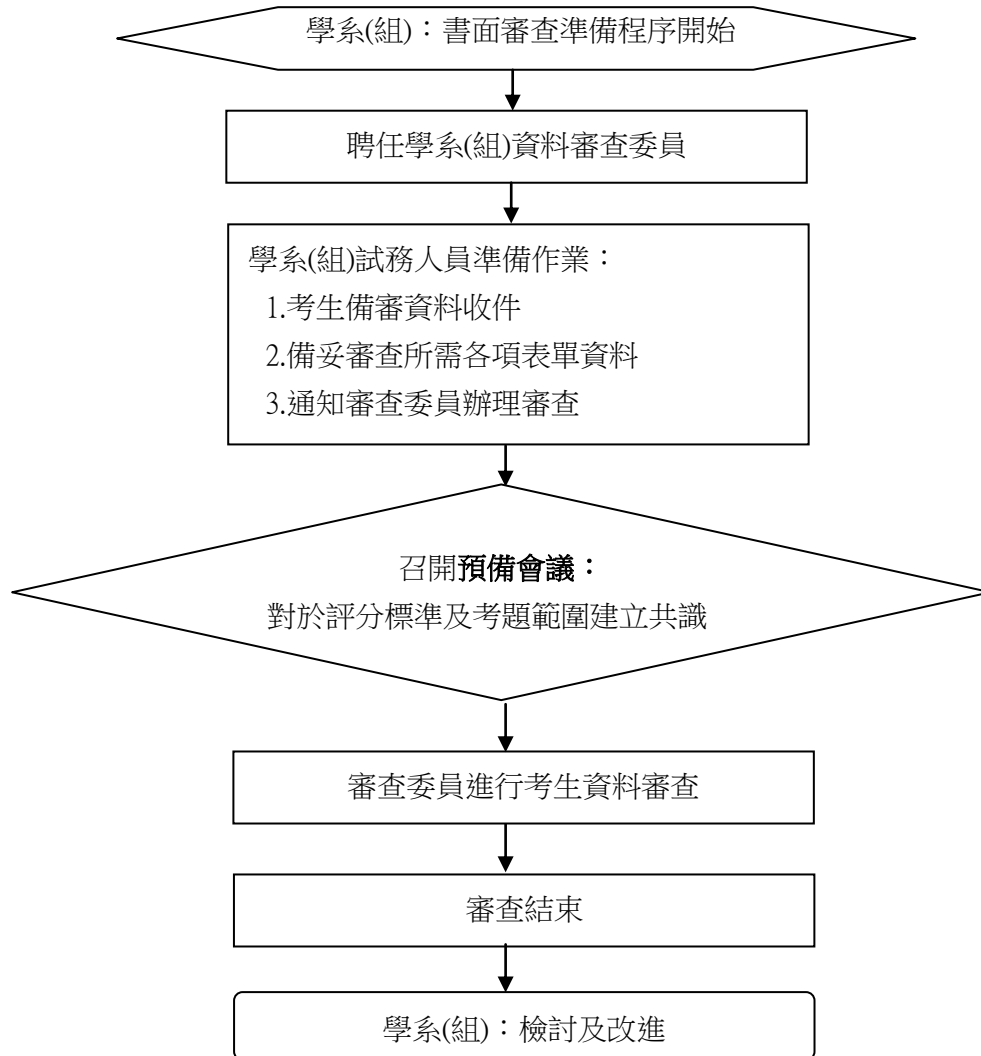 學系(組)：書面審查準備程序開始
聘任學系(組)資料審查委員
學系(組)試務人員準備作業：
1.考生備審資料收件
2.備妥審查所需各項表單資料
3.通知審查委員辦理審查
召開預備會議：
對於評分標準及考題範圍建立共識
審查委員進行考生資料審查
審查結束
學系(組)：檢討及改進